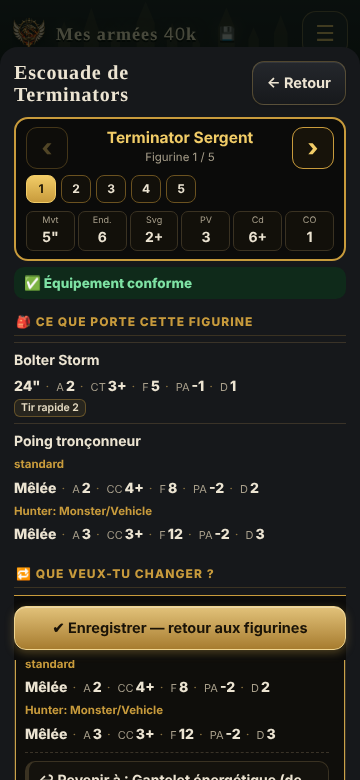 Mes armées 40k
Escouade de
Terminators
← Retour
‹
Terminator Sergent
Figurine 1 / 5
›
1 2 3 4 5
Mvt End. Svg PV Cd CO
5" 6 2+ 3 6+ 1
✅ Équipement conforme
🎒 CE QUE PORTE CETTE FIGURINE
Bolter Storm
24" · A 2 · CT 3+ · F 5 · PA -1 · D 1
Tir rapide 2
Poing tronçonneur
standard
Mêlée · A 2 · CC 4+ · F 8 · PA -2 · D 2
Hunter: Monster/Vehicle
Mêlée · A 3 · CC 3+ · F 12 · PA -2 · D 3
🔁 QUE VEUX-TU CHANGER ?
✔ Enregistrer — retour aux figurines
standard
Mêlée · A 2 · CC 4+ · F 8 · PA -2 · D 2
Hunter: Monster/Vehicle
Mêlée · A 3 · CC 3+ · F 12 · PA -2 · D 3
↩ Revenir à : Gantelet énergétique (de